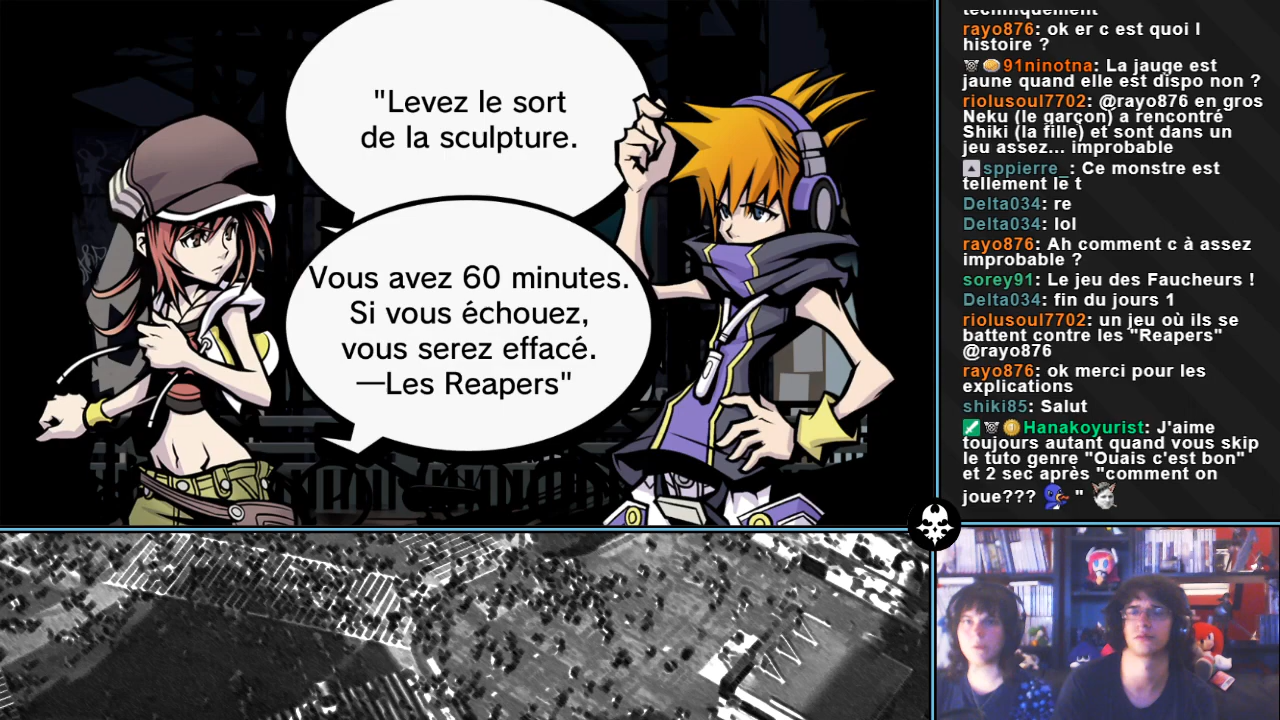 "Levez le sort
de la sculpture.
Vous avez 60 minutes.
Si vous échouez,
vous serez effacé.
—Les Reapers"
techniquement
rayo876: ok er c est quoi l
histoire ?
91ninotna: La jauge est
jaune quand elle est dispo non ?
riolusoul7702: @rayo876 en gros
Neku (le garçon) a rencontré
Shiki (la fille) et sont dans un
jeu assez... improbable
sppierre_: Ce monstre est
tellement le t
Delta034: re
Delta034: lol
rayo876: Ah comment c à assez
improbable ?
sorey91: Le jeu des Faucheurs !
Delta034: fin du jours 1
riolusoul7702: un jeu où ils se
battent contre les "Reapers"
@rayo876
rayo876: ok merci pour les
explications
shiki85: Salut
Hanakoyurist: J'aime
toujours autant quand vous skip
le tuto genre "Ouais c'est bon"
et 2 sec après "comment on
joue??? "